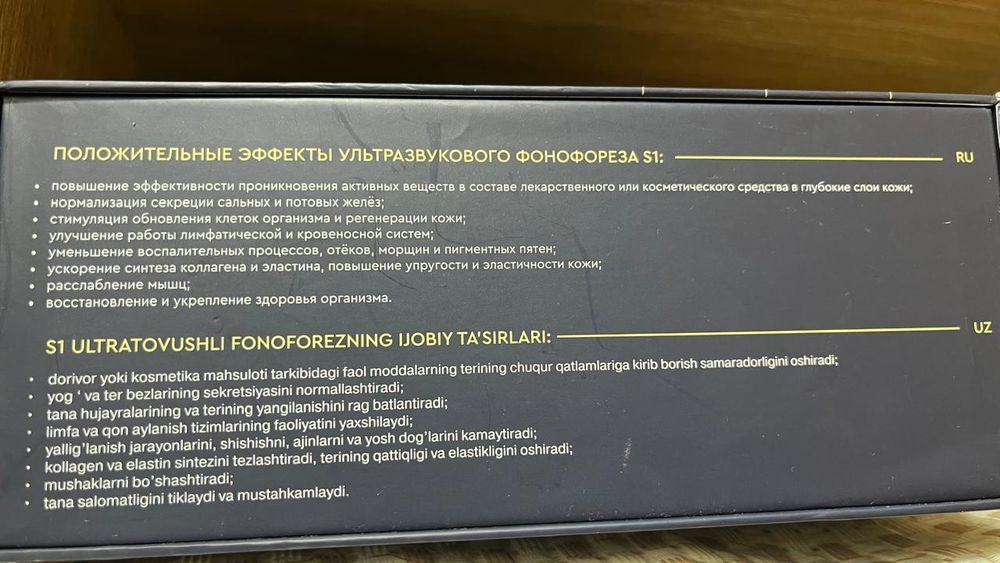 ПОЛОЖИТЕЛЬНЫЕ ЭФФЕКТЫ УЛЬТРАЗВУКОВОГО ФОНОФОРЕЗА S1: RU
• повышение эффективности проникновения активных веществ в составе лекарственного или косметического средства в глубокие слои кожи;
• нормализация секреции сальных и потовых желёз;
• стимуляция обновления клеток организма и регенерации кожи;
• улучшение работы лимфатической и кровеносной систем;
• уменьшение воспалительных процессов, отёков, морщин и пигментных пятен;
• ускорение синтеза коллагена и эластина, повышение упругости и эластичности кожи;
• расслабление мышц;
• восстановление и укрепление здоровья организма.
S1 ULTRATOVUSHLI FONOFOREZNING IJOBIY TA'SIRLARI: UZ
• dorivor yoki kosmetika mahsuloti tarkibidagi faol moddalarning terining chuqur qatlamlariga kirib borish samaradorligini oshiradi;
• yog ‘ va ter bezlarining sekretsiyasini normallashtiradi;
• tana hujayralarining va terining yangilanishini rag batlantiradi;
• limfa va qon aylanish tizimlarining faoliyatini yaxshilaydi;
• yallig’lanish jarayonlarini, shishishni, ajinlarni va yosh dog’larini kamaytiradi;
• kollagen va elastin sintezini tezlashtiradi, terining qattiqligi va elastikligini oshiradi;
• mushaklarni bo’shashtiradi;
• tana salomatligini tiklaydi va mustahkamlaydi.